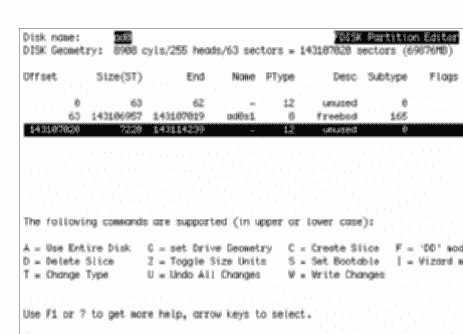 Disk name: ad0 FDISK Partition Editor
DISK Geometry: 8908 cyls/255 heads/63 sectors = 143107020 sectors (69876MB)
Offset Size(ST) End Name PType Desc Subtype Flags
0 63 62 - 12 unused 0
63 143106957 143107019 ad0s1 8 freebsd 165
143107020 7220 143114239 - 12 unused 0
The following commands are supported (in upper or lower case):
A = Use Entire Disk G = set Drive Geometry C = Create Slice F = 'DD' mod
D = Delete Slice Z = Toggle Size Units S = Set Bootable | = Wizard m
T = Change Type U = Undo All Changes W = Write Changes
Use F1 or ? to get more help, arrow keys to select.